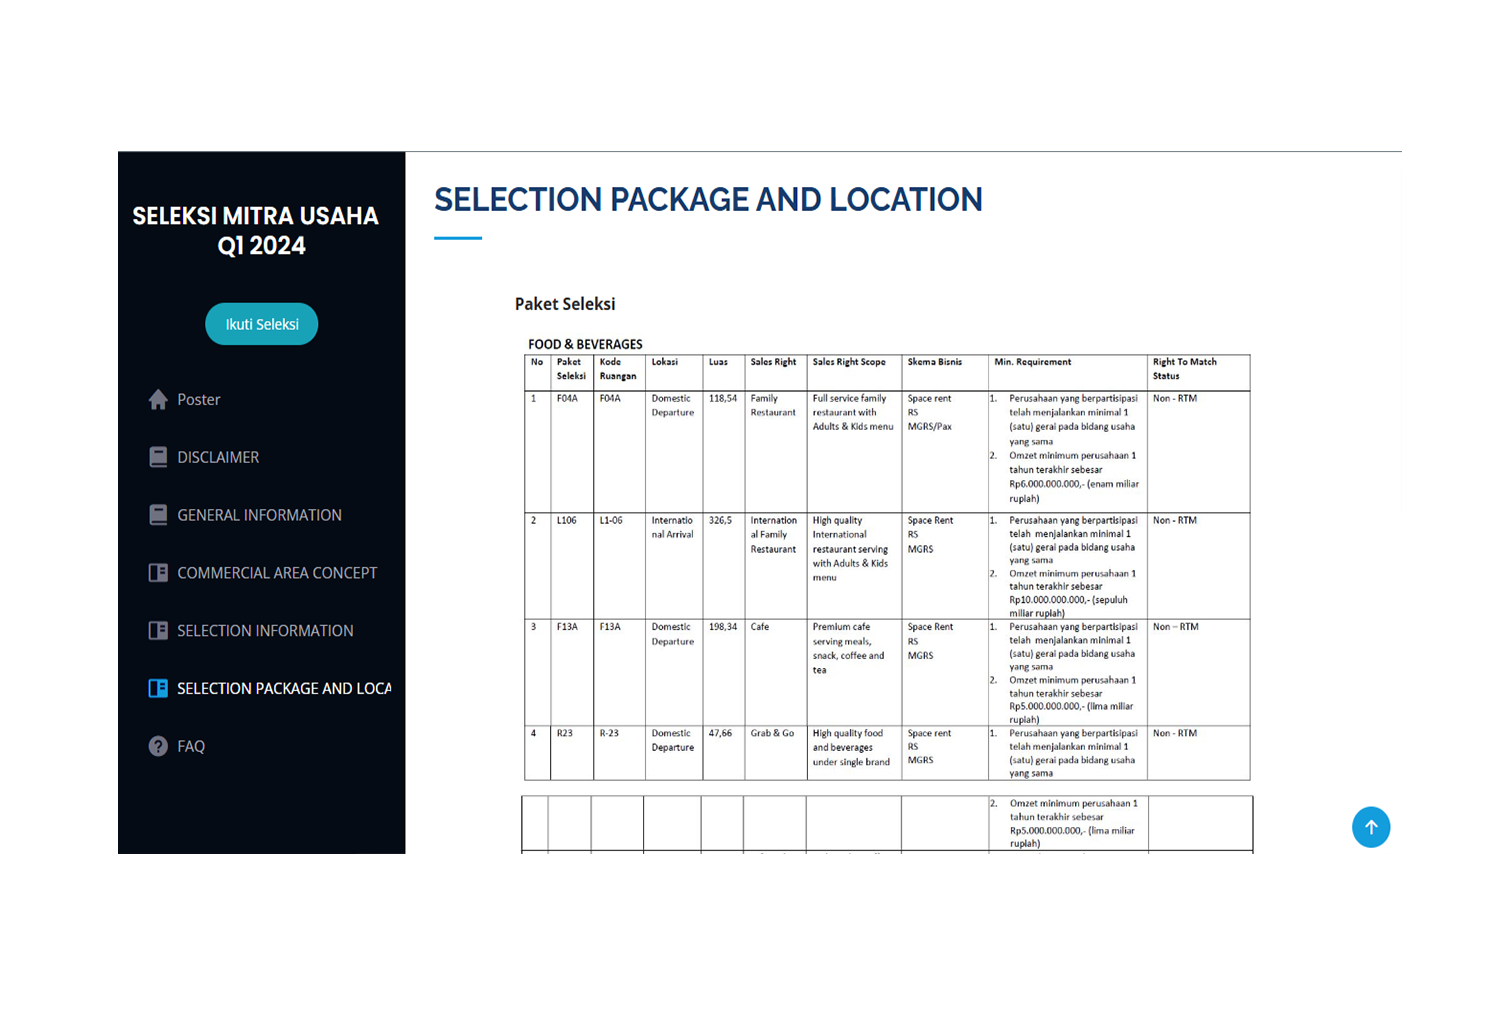 SELEKSI MITRA USAHA
Q1 2024
Ikuti Seleksi
Poster
DISCLAIMER
GENERAL INFORMATION
COMMERCIAL AREA CONCEPT
SELECTION INFORMATION
SELECTION PACKAGE AND LOCA
FAQ
SELECTION PACKAGE AND LOCATION
Paket Seleksi
FOOD & BEVERAGES
No Paket Kode Lokasi Luas Sales Right Sales Right Scope Skema Bisnis Min. Requirement Right To Match
Seleksi Ruangan Status
1 F04A F04A Domestic 118,54 Family Full service family Space rent 1. Perusahaan yang berpartisipasi Non - RTM
Departure Restaurant restaurant with RS telah menjalankan minimal 1
Adults & Kids menu MGRS/Pax (satu) gerai pada bidang usaha
yang sama
2. Omzet minimum perusahaan 1
tahun terakhir sebesar
Rp6.000.000.000,- (enam miliar
rupiah)
2 L106 L1-06 Internatio 326,5 Internation High quality Space Rent 1. Perusahaan yang berpartisipasi Non - RTM
nal Arrival al Family International RS telah menjalankan minimal 1
Restaurant restaurant serving MGRS (satu) gerai pada bidang usaha
with Adults & Kids yang sama
menu 2. Omzet minimum perusahaan 1
tahun terakhir sebesar
Rp10.000.000.000,- (sepuluh
miliar rupiah)
3 F13A F13A Domestic 198,34 Cafe Premium cafe Space Rent 1. Perusahaan yang berpartisipasi Non – RTM
Departure serving meals, RS telah menjalankan minimal 1
snack, coffee and MGRS (satu) gerai pada bidang usaha
tea yang sama
2. Omzet minimum perusahaan 1
tahun terakhir sebesar
Rp5.000.000.000,- (lima miliar
rupiah)
4 R23 R-23 Domestic 47,66 Grab & Go High quality food Space rent 1. Perusahaan yang berpartisipasi Non - RTM
Departure and beverages RS telah menjalankan minimal 1
under single brand MGRS (satu) gerai pada bidang usaha
yang sama
2. Omzet minimum perusahaan 1
tahun terakhir sebesar
Rp5.000.000.000,- (lima miliar
rupiah)